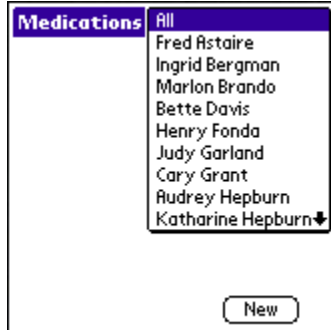 Medications
All
Fred Astaire
Ingrid Bergman
Marlon Brando
Bette Davis
Henry Fonda
Judy Garland
Cary Grant
Audrey Hepburn
Katharine Hepburn
New